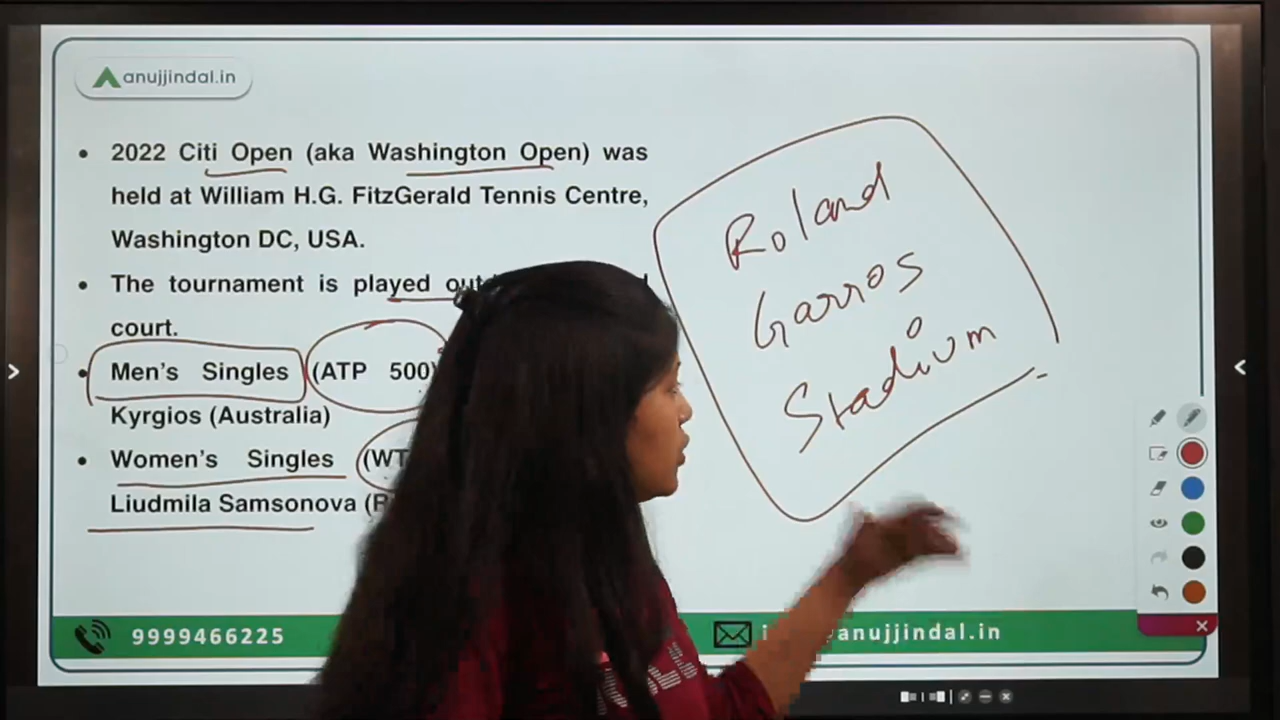 anujjindal.in
• 2022 Citi Open (aka Washington Open) was
held at William H.G. FitzGerald Tennis Centre,
Washington DC, USA.
• The tournament is played
court.
• Men's Singles (ATP 500)
Kyrgios (Australia)
• Women's Singles
Liudmila Samsonova
Roland
Garros
Stadium
9999466225
anujjindal.in